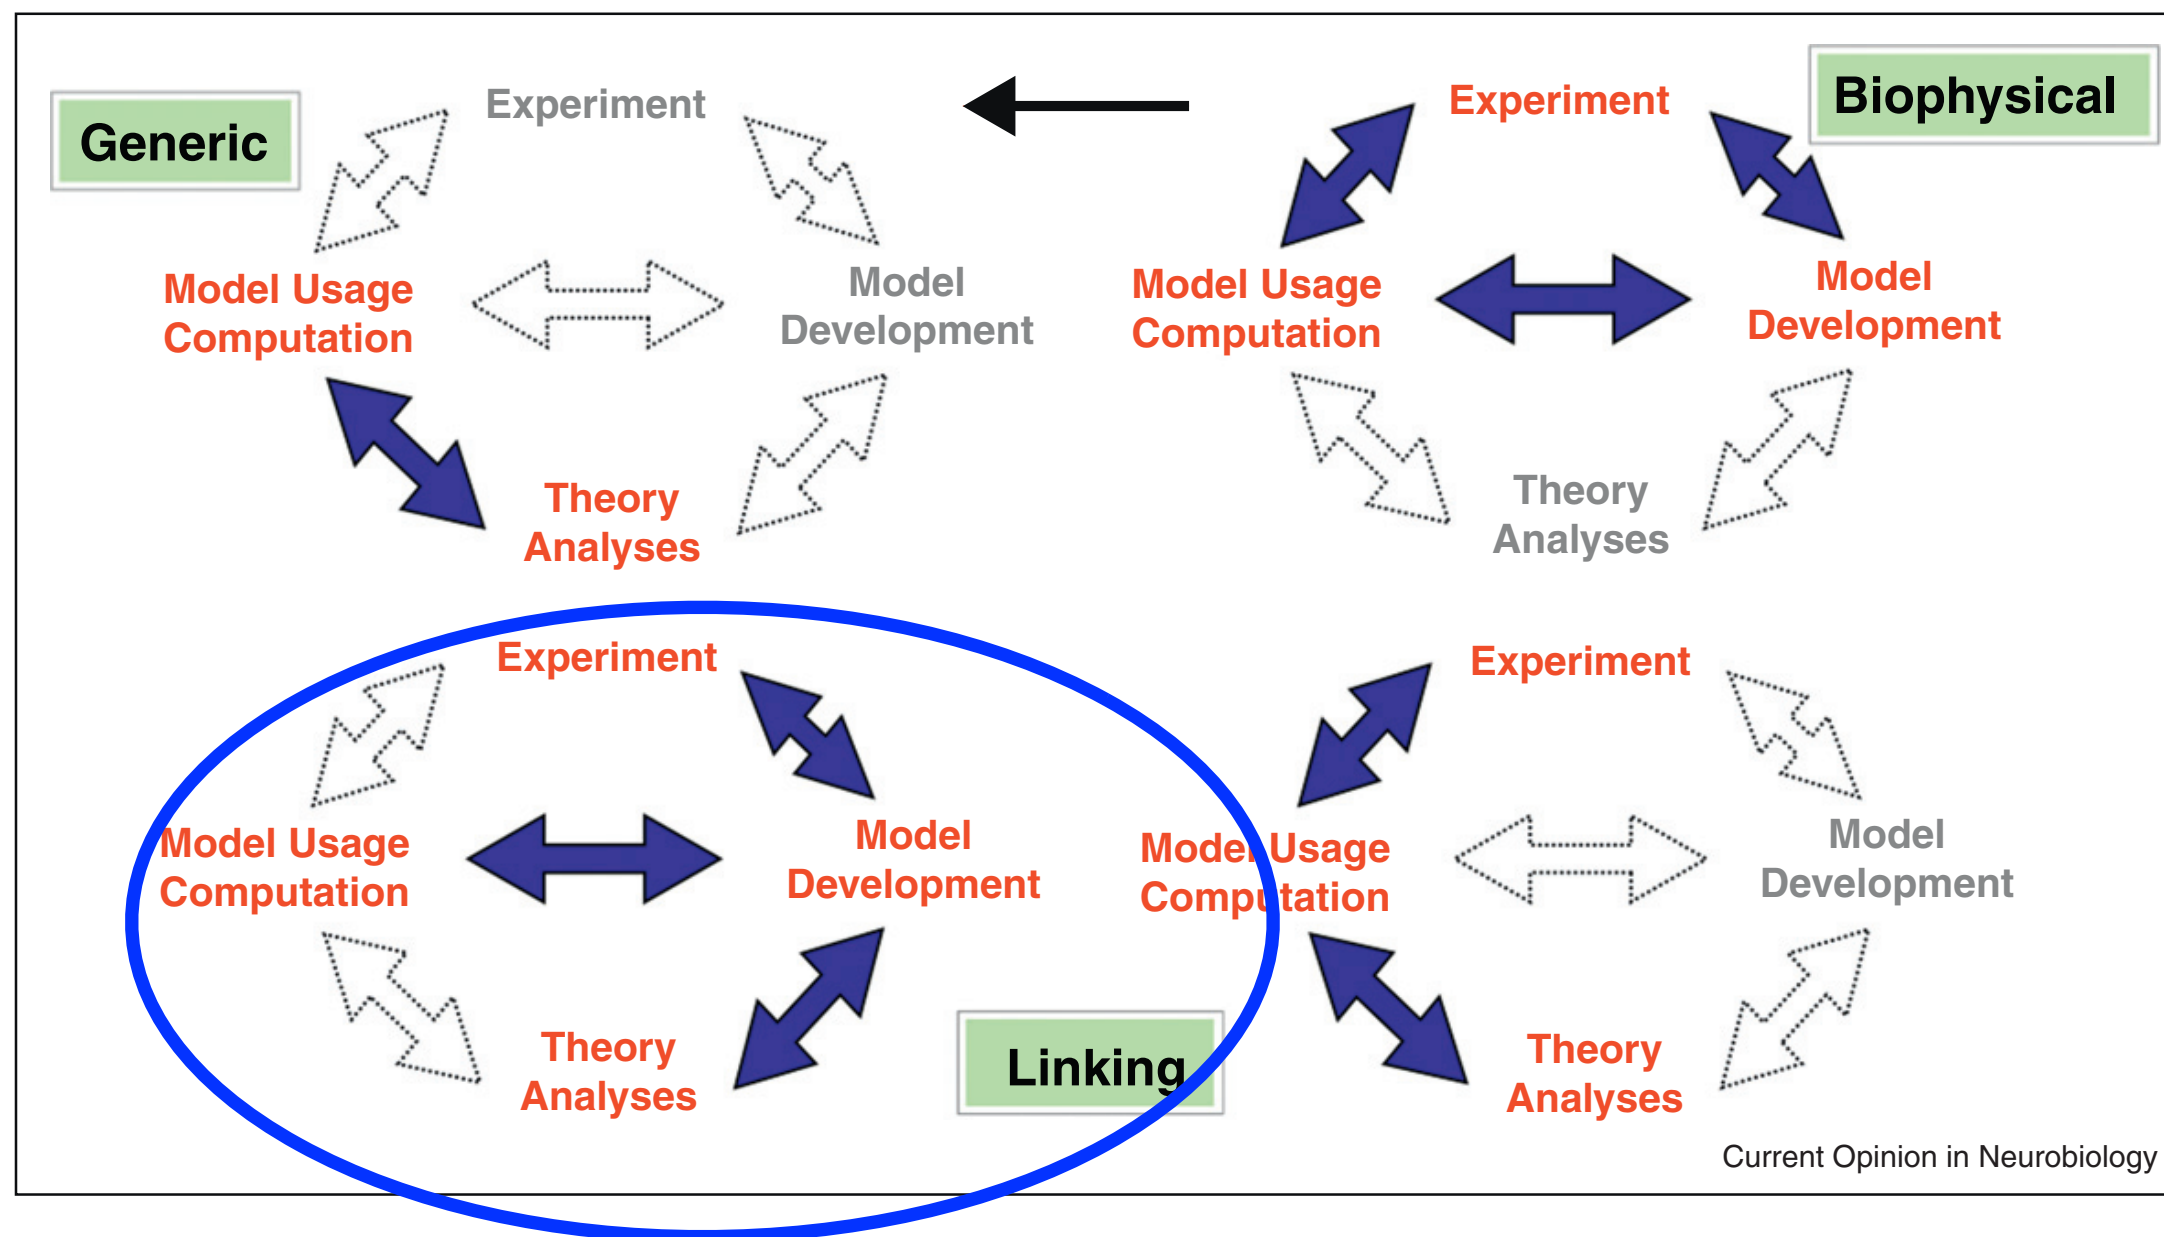 Generic
Experiment
Model Usage
Computation
Model
Development
Theory
Analyses
Biophysical
Experiment
Model Usage
Computation
Model
Development
Theory
Analyses
Experiment
Model Usage
Computation
Model
Development
Theory
Analyses
Linking
Experiment
Model Usage
Computation
Model
Development
Theory
Analyses
Current Opinion in Neurobiology